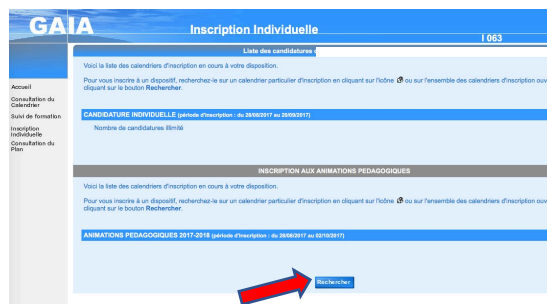 GAIA
Inscription Individuelle
I 063
Liste des candidatures
Voici la liste des calendriers d'inscription en cours à votre disposition.
Pour vous inscrire à un dispositif, recherchez-le sur un calendrier particulier d'inscription en cliquant sur l'icône ou sur l'ensemble des calendriers d'inscription ouv
cliquant sur le bouton Rechercher.
Accueil
Consultation du
Calendrier
Suivi de formation
Inscription
Individuelle
Consultation du
Plan
CANDIDATURE INDIVIDUELLE (période d'inscription : du 28/08/2017 au 20/09/2017)
Nombre de candidatures illimité
INSCRIPTION AUX ANIMATIONS PEDAGOGIQUES
Voici la liste des calendriers d'inscription en cours à votre disposition.
Pour vous inscrire à un dispositif, recherchez-le sur un calendrier particulier d'inscription en cliquant sur l'icône ou sur l'ensemble des calendriers d'inscription ouv
cliquant sur le bouton Rechercher.
ANIMATIONS PEDAGOGIQUES 2017-2018 (période d'inscription : du 28/08/2017 au 02/10/2017)
Rechercher